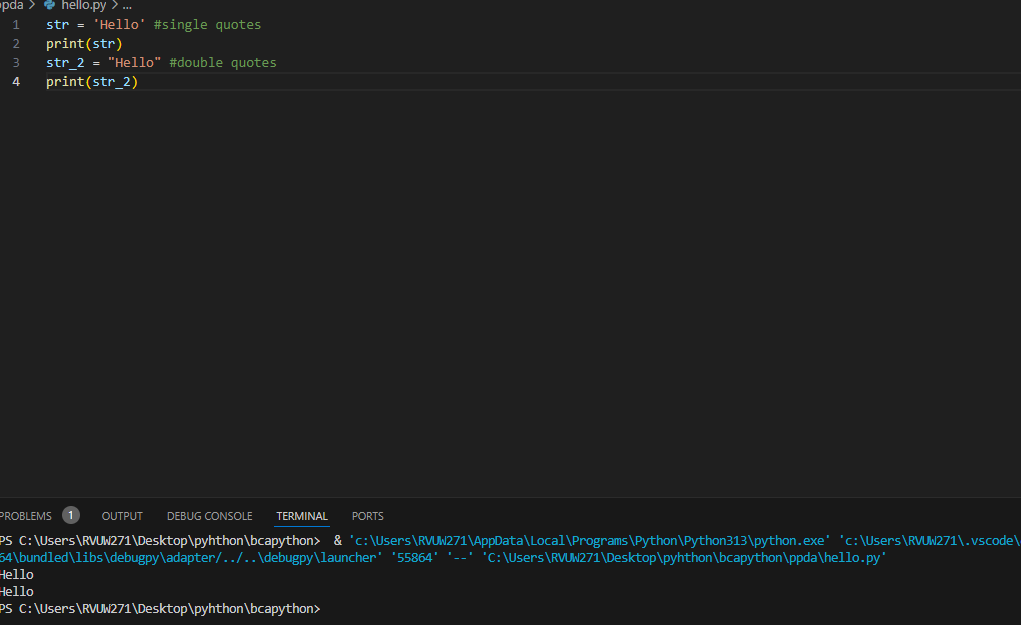 ppda > hello.py > ...
1 str = 'Hello' #single quotes
2 print(str)
3 str_2 = "Hello" #double quotes
4 print(str_2)
PROBLEMS 1 OUTPUT DEBUG CONSOLE TERMINAL PORTS
PS C:\Users\RVUW271\Desktop\pyhthon\bcapython>  & 'c:\Users\RVUW271\AppData\Local\Programs\Python\Python313\python.exe' 'c:\Users\RVUW271\.vscode\
64\bundled\libs\debugpy\adapter/../..\debugpy\launcher' '55864' '--' 'C:\Users\RVUW271\Desktop\pyhthon\bcapython\ppda\hello.py'
Hello
Hello
PS C:\Users\RVUW271\Desktop\pyhthon\bcapython>